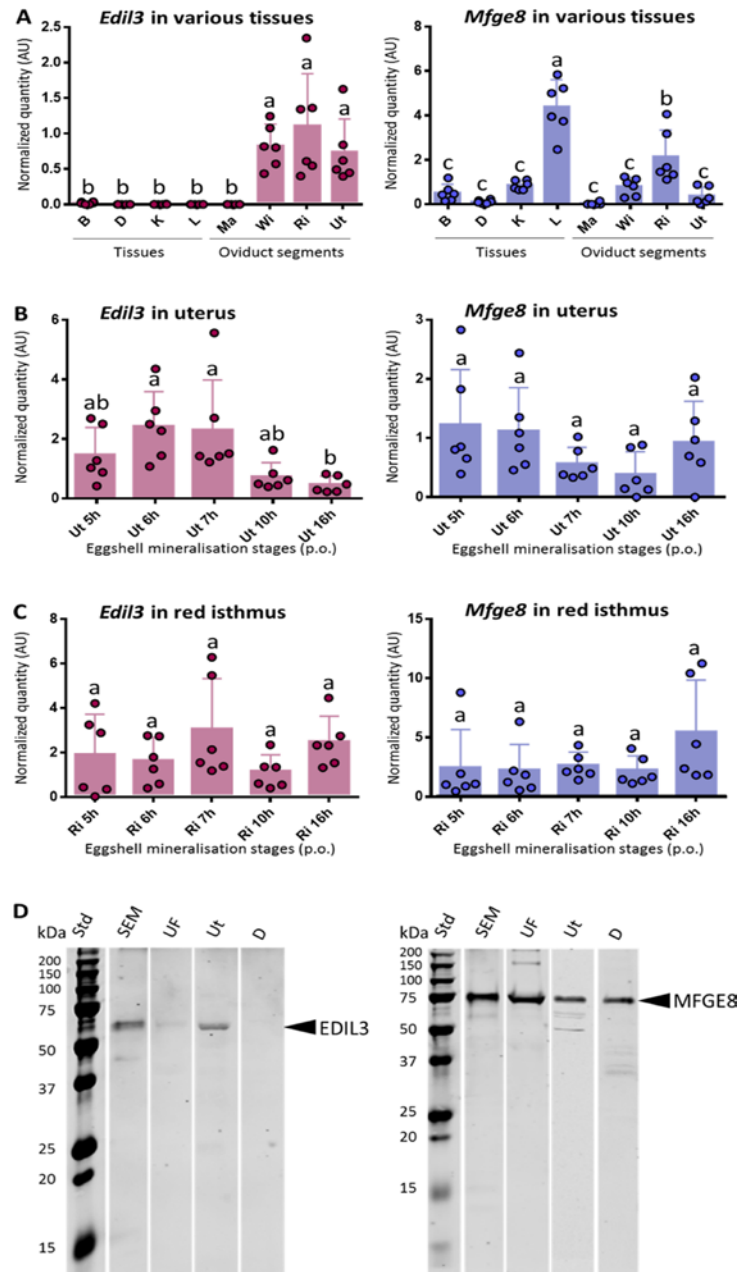 A
Edil3 in various tissues
Normalized quantity (AU)
2.5
2.0
1.5
1.0
0.5
0.0
b b b b b a a a
B D K L Ma Wi Ri Ut
Tissues Oviduct segments
Mfge8 in various tissues
Normalized quantity (AU)
8
6
4
2
0
c c c a c c b c
B D K L Ma Wi Ri Ut
Tissues Oviduct segments
B
Edil3 in uterus
Normalized quantity (AU)
6
4
2
0
ab a a ab b
Ut 5h Ut 6h Ut 7h Ut 10h Ut 16h
Eggshell mineralisation stages (p.o.)
Mfge8 in uterus
Normalized quantity (AU)
3
2
1
0
a a a a a
Ut 5h Ut 6h Ut 7h Ut 10h Ut 16h
Eggshell mineralisation stages (p.o.)
C
Edil3 in red isthmus
Normalized quantity (AU)
8
6
4
2
0
a a a a a
Ri 5h Ri 6h Ri 7h Ri 10h Ri 16h
Eggshell mineralisation stages (p.o.)
Mfge8 in red isthmus
Normalized quantity (AU)
15
10
5
0
a a a a a
Ri 5h Ri 6h Ri 7h Ri 10h Ri 16h
Eggshell mineralisation stages (p.o.)
D
kDa Std SEM UF Ut D
200
150
100
75
50
37
25
20
15
EDIL3
kDa Std SEM UF Ut D
200
150
100
75
50
37
25
20
15
MFGE8